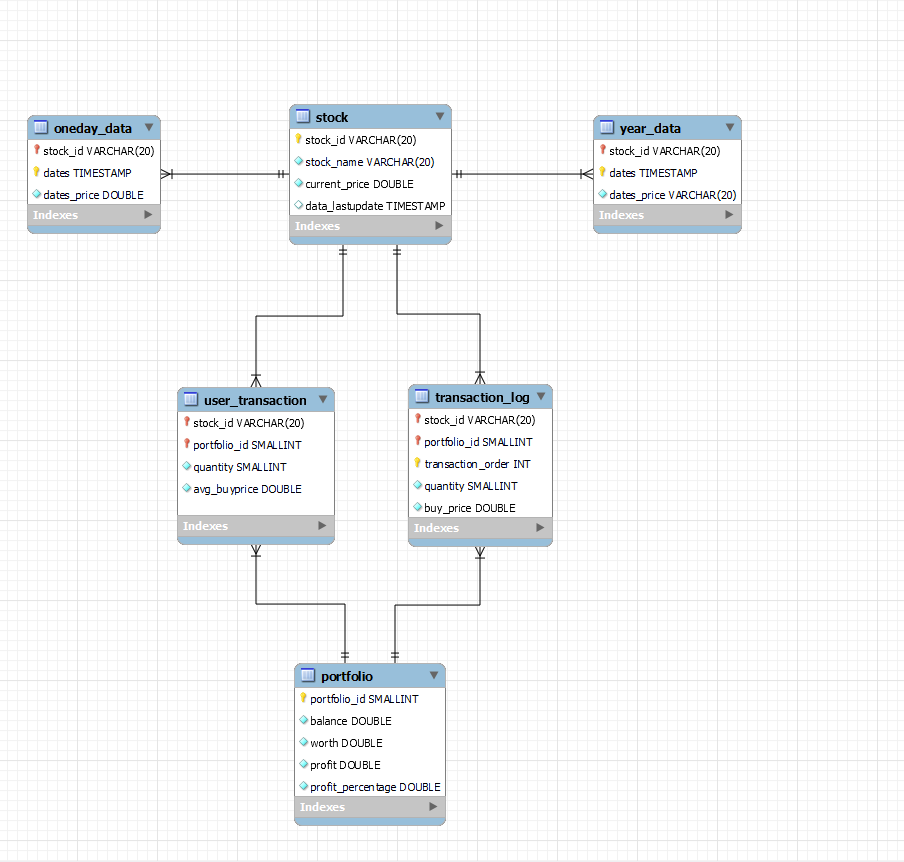 oneday_data
stock_id VARCHAR(20)
dates TIMESTAMP
dates_price DOUBLE
Indexes
stock
stock_id VARCHAR(20)
stock_name VARCHAR(20)
current_price DOUBLE
data_lastupdate TIMESTAMP
Indexes
year_data
stock_id VARCHAR(20)
dates TIMESTAMP
dates_price VARCHAR(20)
Indexes
user_transaction
stock_id VARCHAR(20)
portfolio_id SMALLINT
quantity SMALLINT
avg_buyprice DOUBLE
Indexes
transaction_log
stock_id VARCHAR(20)
portfolio_id SMALLINT
transaction_order INT
quantity SMALLINT
buy_price DOUBLE
Indexes
portfolio
portfolio_id SMALLINT
balance DOUBLE
worth DOUBLE
profit DOUBLE
profit_percentage DOUBLE
Indexes